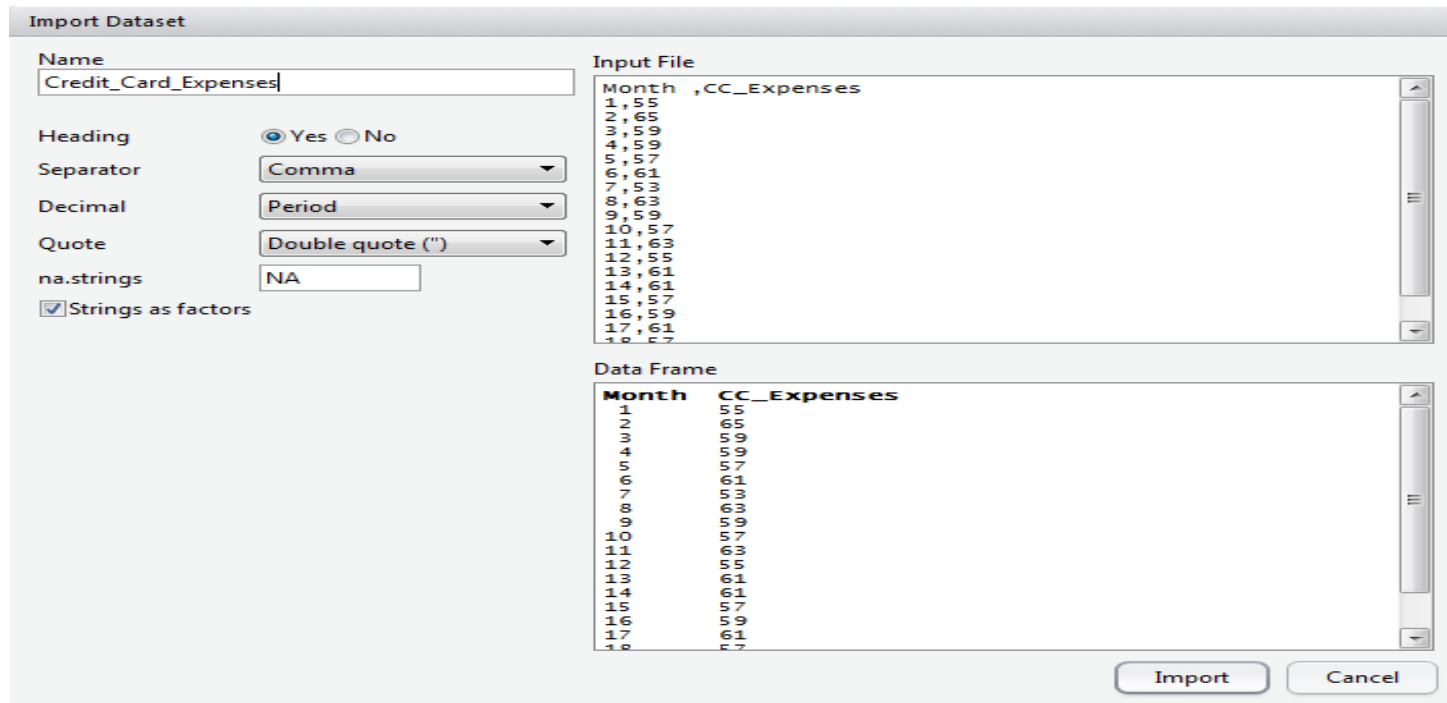 Import Dataset
Name
Credit_Card_Expenses
Heading Yes No
Separator Comma
Decimal Period
Quote Double quote (")
na.strings NA
Strings as factors
Input File
Month ,CC_Expenses
1,55
2,65
3,59
4,59
5,57
6,61
7,53
8,63
9,59
10,57
11,63
12,55
13,61
14,61
15,57
16,59
17,61
18,57
Data Frame
Month CC_Expenses
1 55
2 65
3 59
4 59
5 57
6 61
7 53
8 63
9 59
10 57
11 63
12 55
13 61
14 61
15 57
16 59
17 61
18 57
Import Cancel